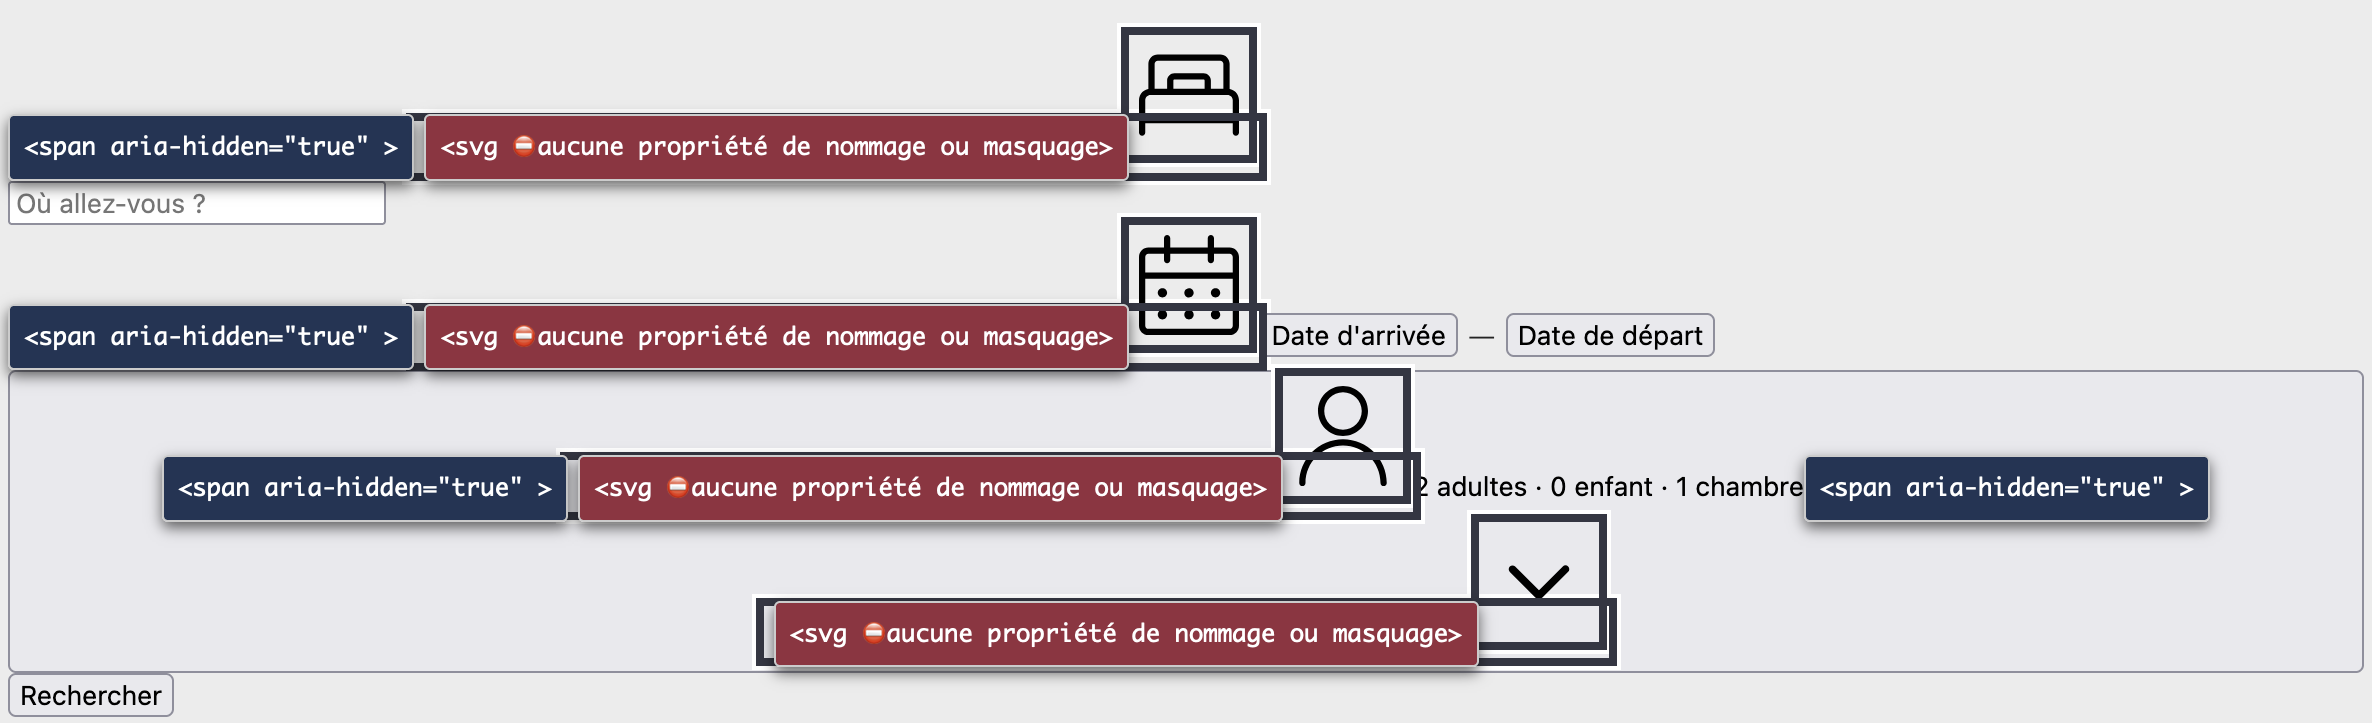 <span aria-hidden="true" > <svg ⛔aucune propriété de nommage ou masquage>
Où allez-vous ?
<span aria-hidden="true" > <svg ⛔aucune propriété de nommage ou masquage> Date d'arrivée — Date de départ
<span aria-hidden="true" > <svg ⛔aucune propriété de nommage ou masquage> 2 adultes · 0 enfant · 1 chambre <span aria-hidden="true" >
<svg ⛔aucune propriété de nommage ou masquage>
Rechercher